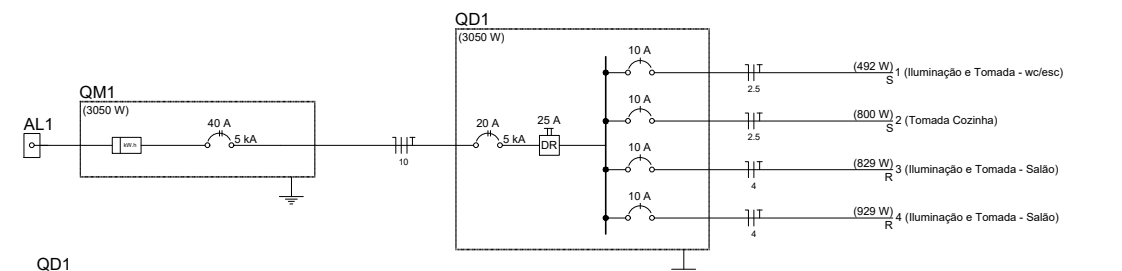 QD1
(3050 W)
QM1
(3050 W)
AL1
kW.h
40 A
5 kA
10
20 A
5 kA
25 A
DR
10 A
2.5
(492 W)
S
1 (Iluminação e Tomada - wc/esc)
10 A
2.5
(800 W)
S
2 (Tomada Cozinha)
10 A
4
(829 W)
R
3 (Iluminação e Tomada - Salão)
10 A
4
(929 W)
R
4 (Iluminação e Tomada - Salão)
QD1